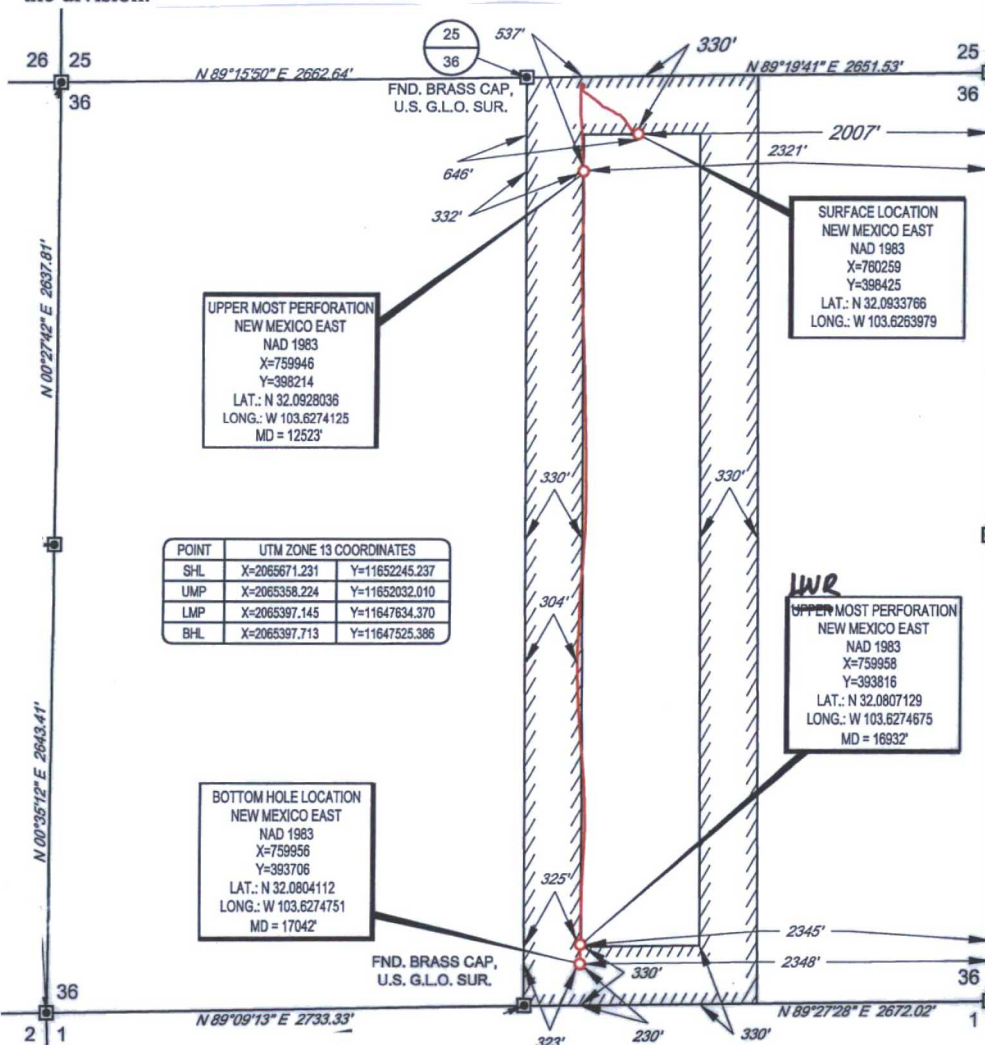 the division.
26 25
36
N 89°15'50" E 2662.64'
25
36
537'
330'
N 89°19'41" E 2651.53'
25
36
FND. BRASS CAP,
U.S. G.L.O. SUR.
2007'
2321'
646'
332'
N 00°27'42" E 2637.81'
SURFACE LOCATION
NEW MEXICO EAST
NAD 1983
X=760259
Y=398425
LAT.: N 32.0933766
LONG.: W 103.6263979
UPPER MOST PERFORATION
NEW MEXICO EAST
NAD 1983
X=759946
Y=398214
LAT.: N 32.0928036
LONG.: W 103.6274125
MD = 12523'
330'
330'
POINT UTM ZONE 13 COORDINATES
SHL X=2065671.231 Y=11652245.237
UMP X=2065358.224 Y=11652032.010
LMP X=2065397.145 Y=11647634.370
BHL X=2065397.713 Y=11647525.386
304'
LWR
UPPER MOST PERFORATION
NEW MEXICO EAST
NAD 1983
X=759958
Y=393816
LAT.: N 32.0807129
LONG.: W 103.6274675
MD = 16932'
N 00°35'12" E 2643.41'
BOTTOM HOLE LOCATION
NEW MEXICO EAST
NAD 1983
X=759956
Y=393706
LAT.: N 32.0804112
LONG.: W 103.6274751
MD = 17042'
325'
2345'
2348'
330'
FND. BRASS CAP,
U.S. G.L.O. SUR.
36
2 1
N 89°09'13" E 2733.33'
323'
230'
330'
N 89°27'28" E 2672.02'
36
1